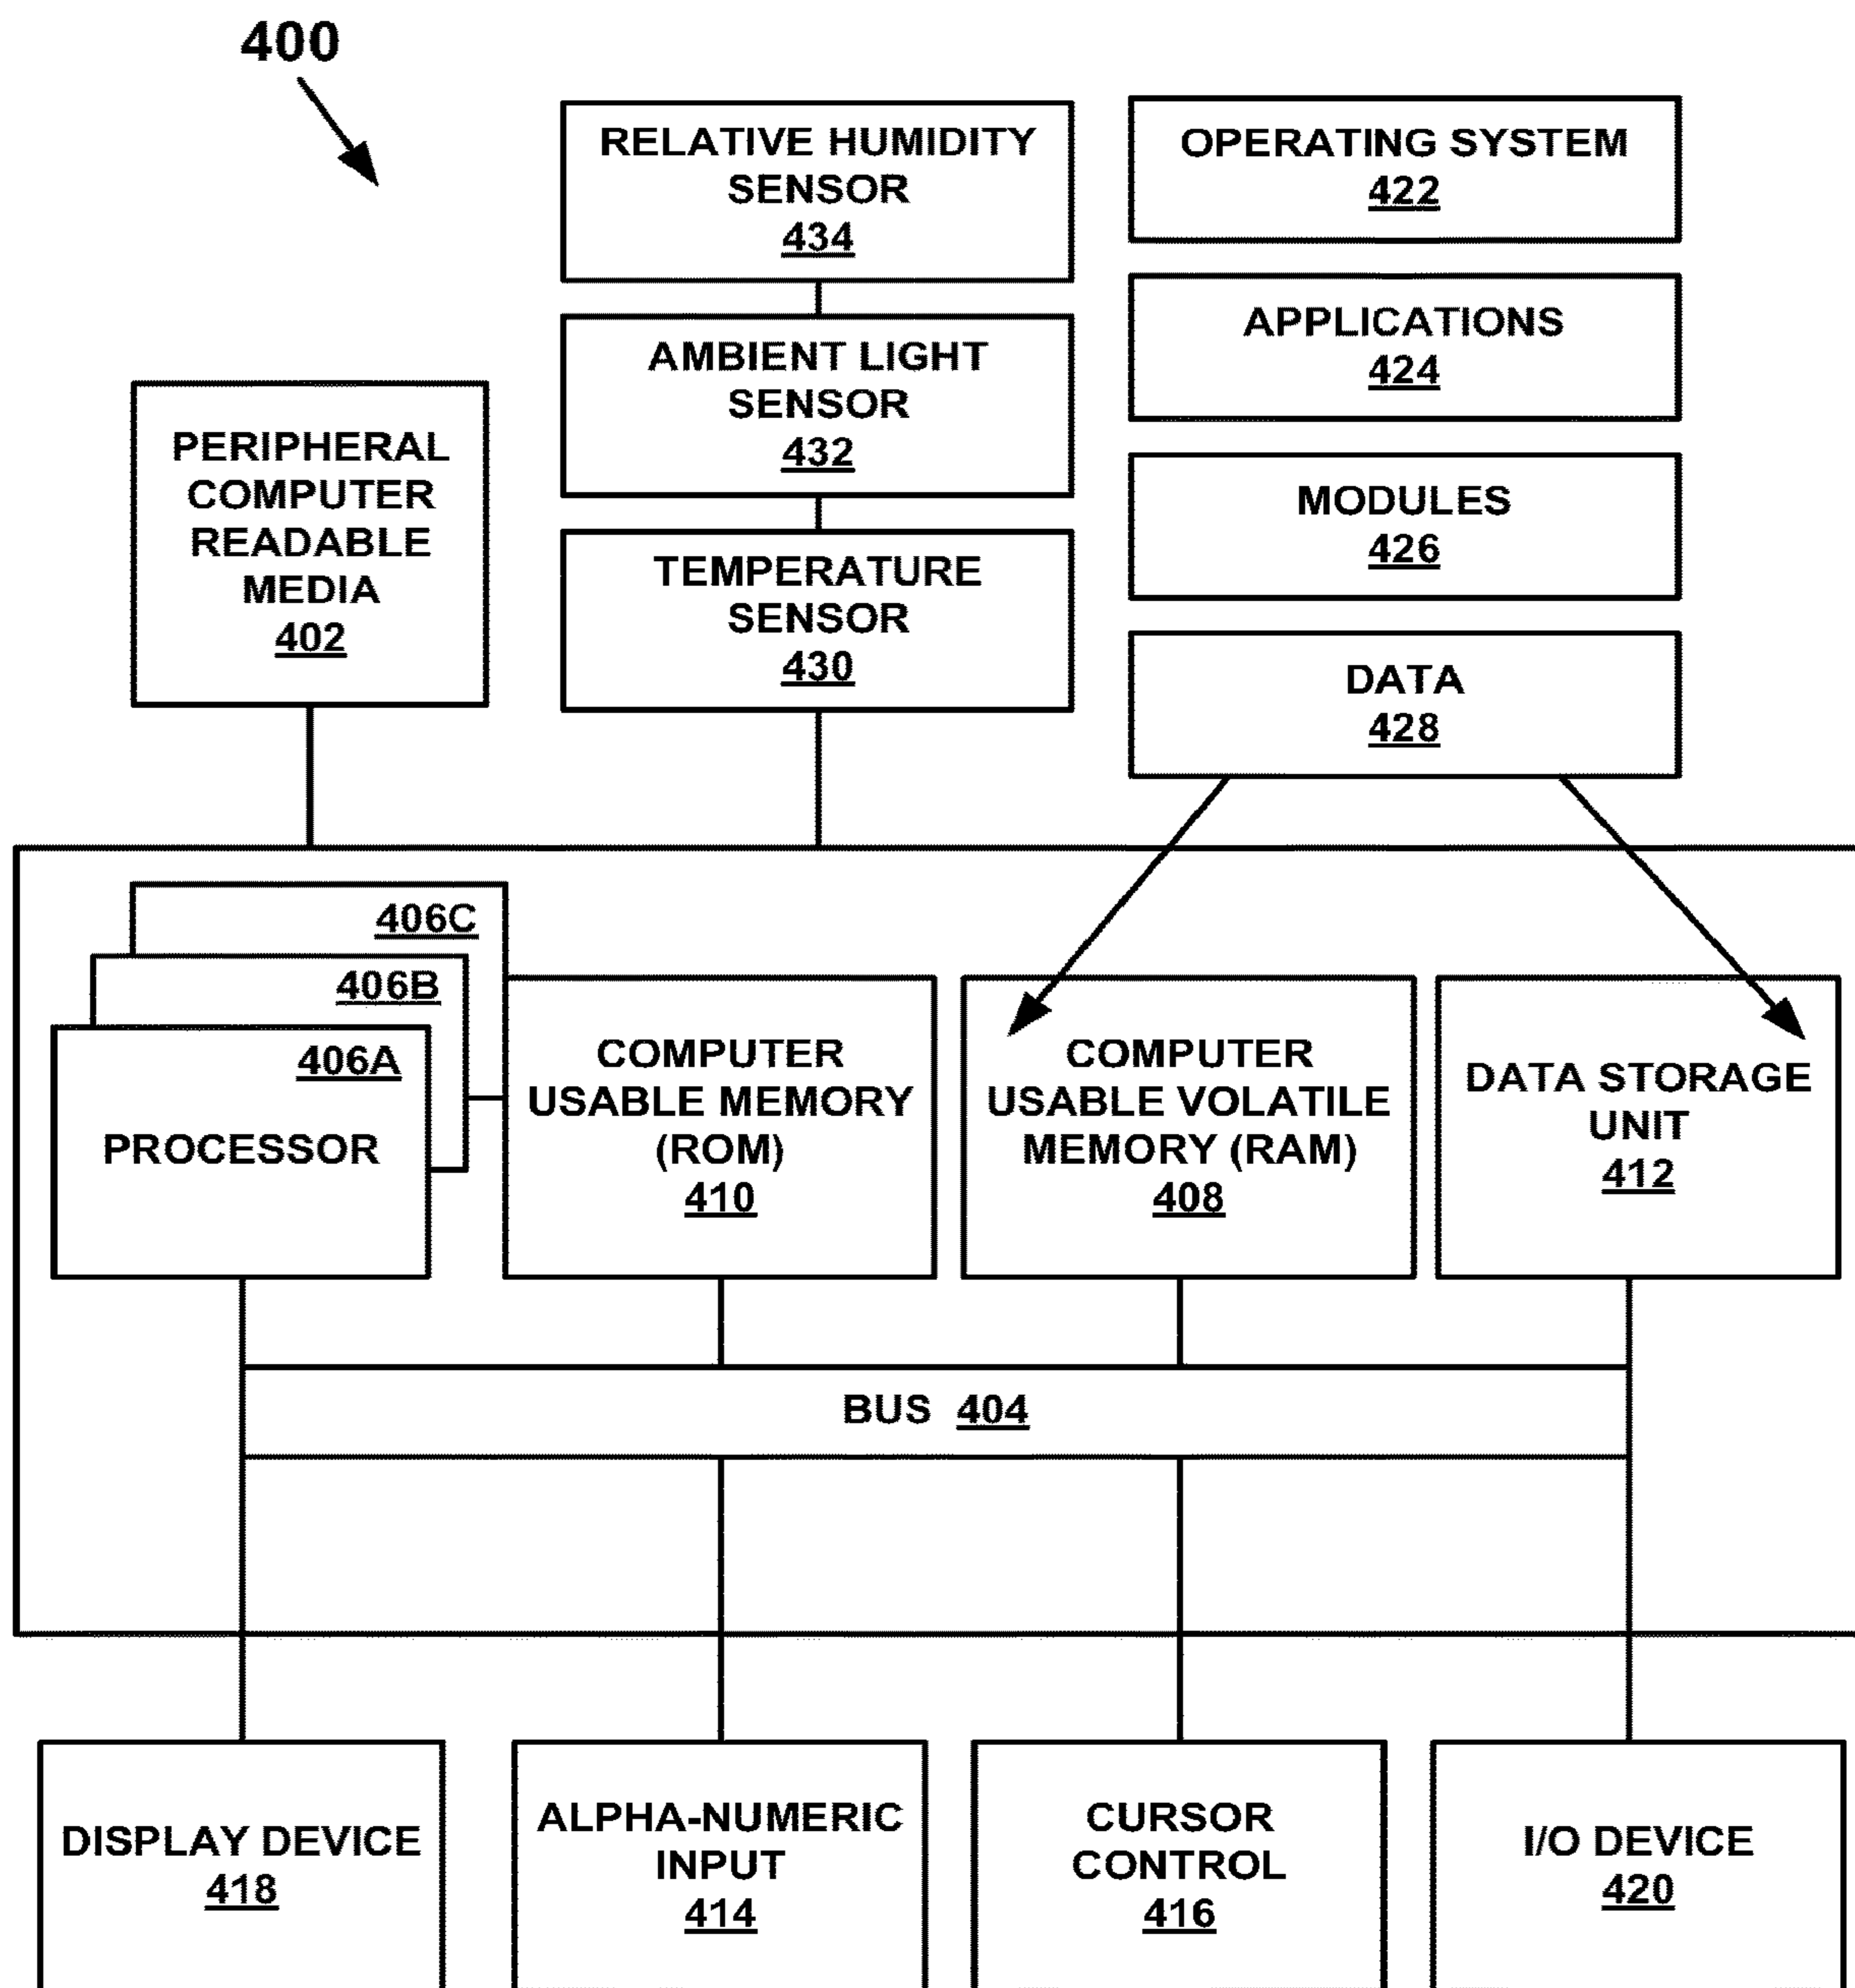 400
RELATIVE HUMIDITY
SENSOR
434
OPERATING SYSTEM
422
AMBIENT LIGHT
SENSOR
432
APPLICATIONS
424
PERIPHERAL
COMPUTER
READABLE
MEDIA
402
TEMPERATURE
SENSOR
430
MODULES
426
DATA
428
406C
406B
406A
PROCESSOR
COMPUTER
USABLE MEMORY
(ROM)
410
COMPUTER
USABLE VOLATILE
MEMORY (RAM)
408
DATA STORAGE
UNIT
412
BUS 404
DISPLAY DEVICE
418
ALPHA-NUMERIC
INPUT
414
CURSOR
CONTROL
416
I/O DEVICE
420